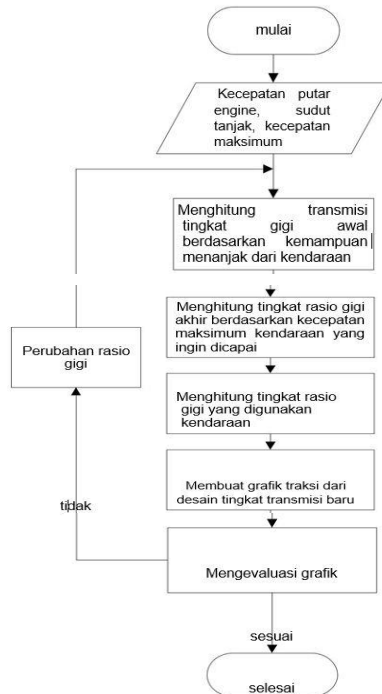 mulai
Kecepatan putar
engine, sudut
tanjak, kecepatan
maksimum
Menghitung transmisi
tingkat gigi awal
berdasarkan kemampuan
menanjak dari kendaraan
Menghitung tingkat rasio gigi
akhir berdasarkan kecepatan
maksimum kendaraan yang
ingin dicapai
Perubahan rasio
gigi
Menghitung tingkat rasio
gigi yang digunakan
kendaraan
Membuat grafik traksi dari
desain tingkat transmisi baru
tidak
Mengevaluasi grafik
sesuai
selesai